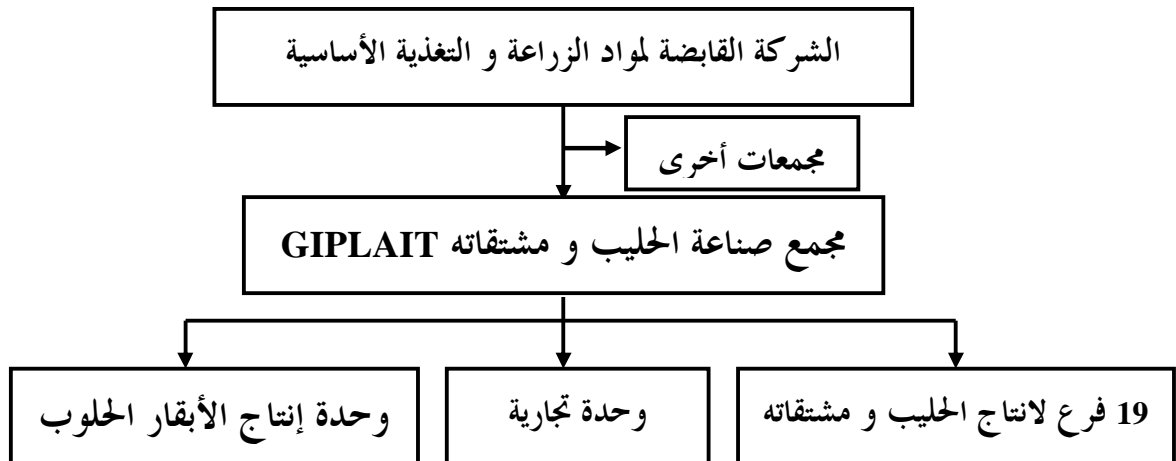 الشركة القابضة لمواد الزراعة و التغذية الأساسية
مجمعات أخرى
مجمع صناعة الحليب و مشتقاته GIPLAIT
19 فرع لانتاج الحليب و مشتقاته
وحدة تجارية
وحدة إنتاج الأبقار الحلوب